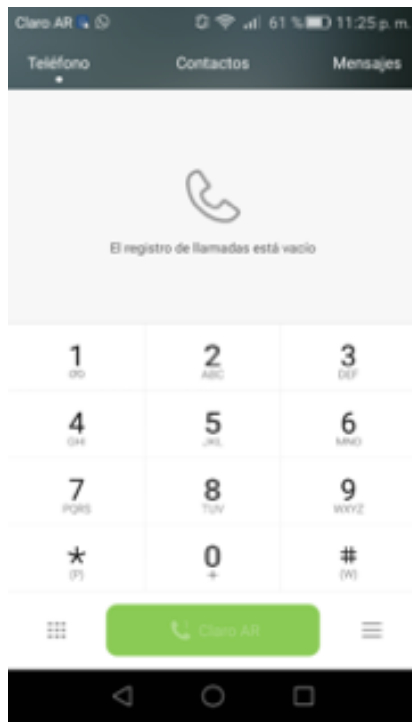 Claro AR 61 % 11:25 p. m.
Teléfono Contactos Mensajes
El registro de llamadas está vacío
1 2 3
ABC DEF
4 5 6
GHI JKL MNO
7 8 9
PQRS TUV WXYZ
* 0 #
(P) + (W)
Claro AR